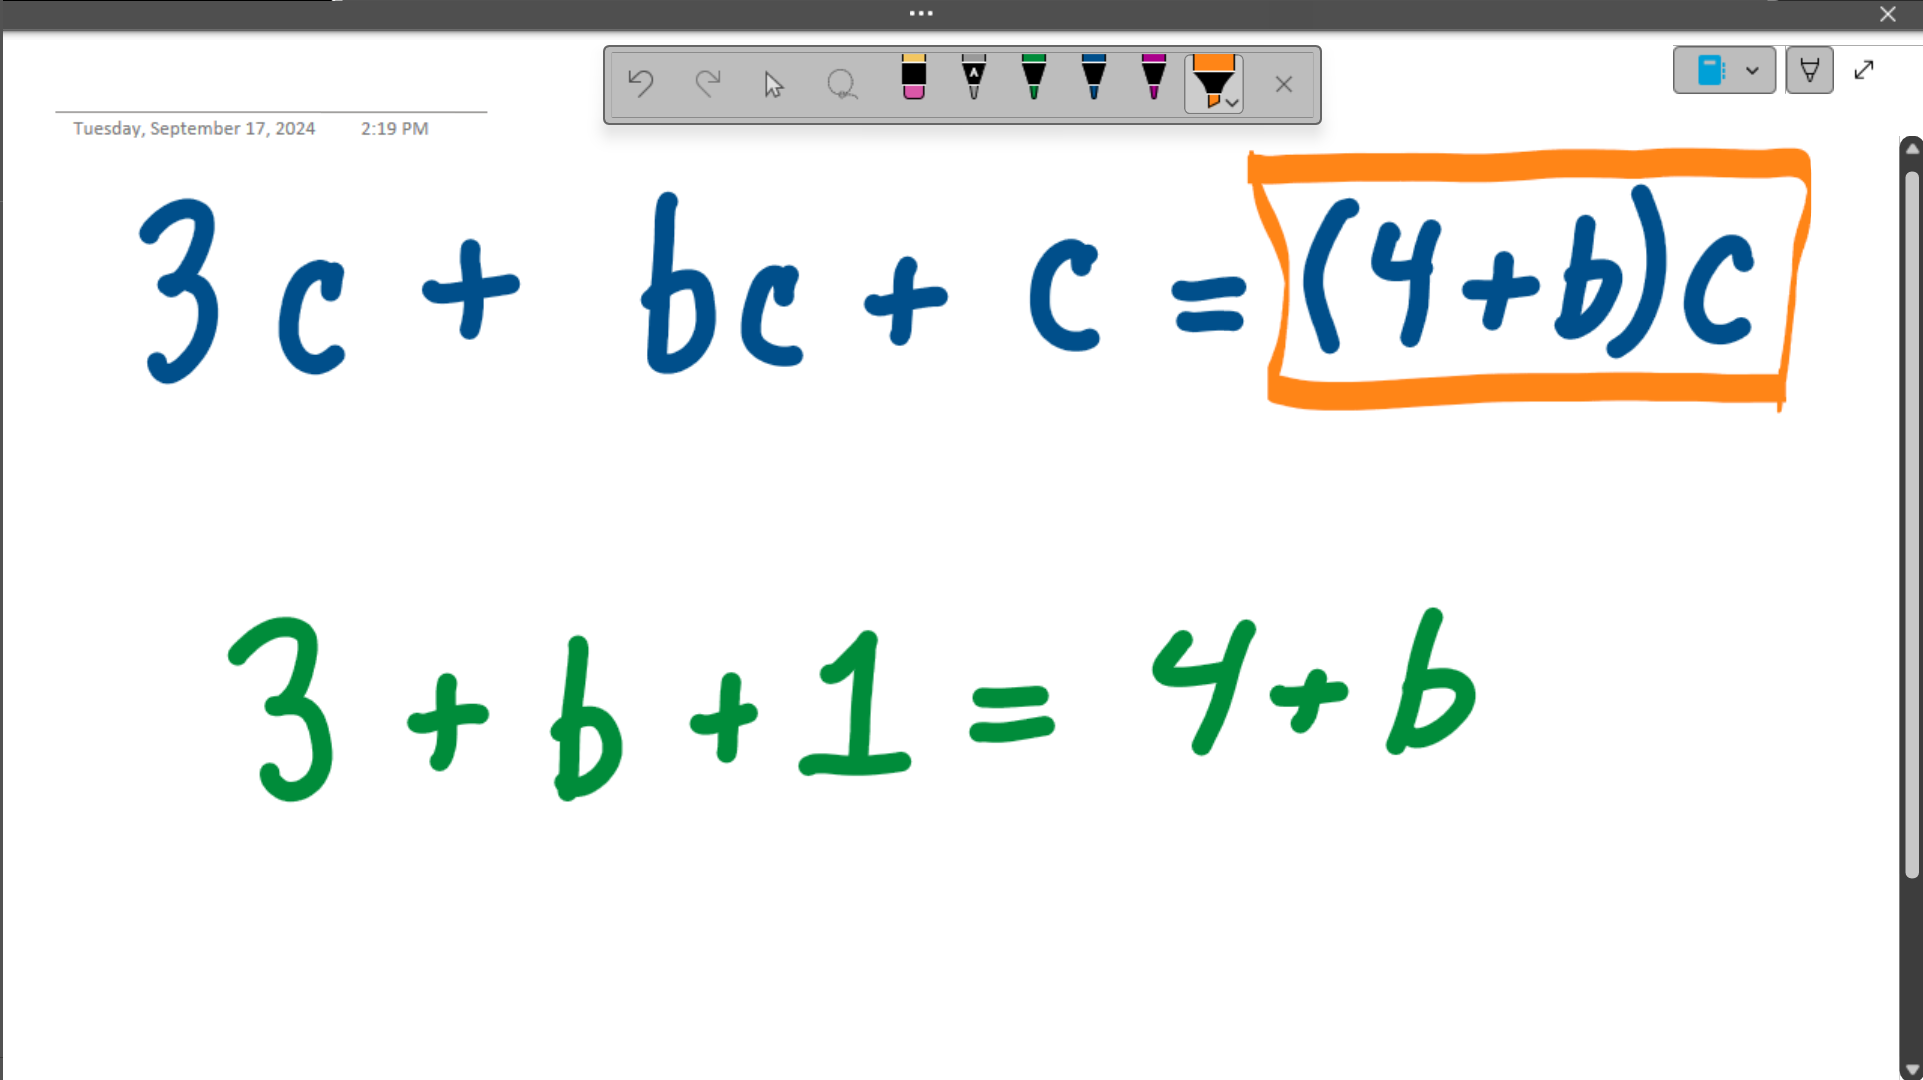 Tuesday, September 17, 2024 2:19 PM
3c + bc + c = (4+b)c
3 + b + 1 = 4 + b